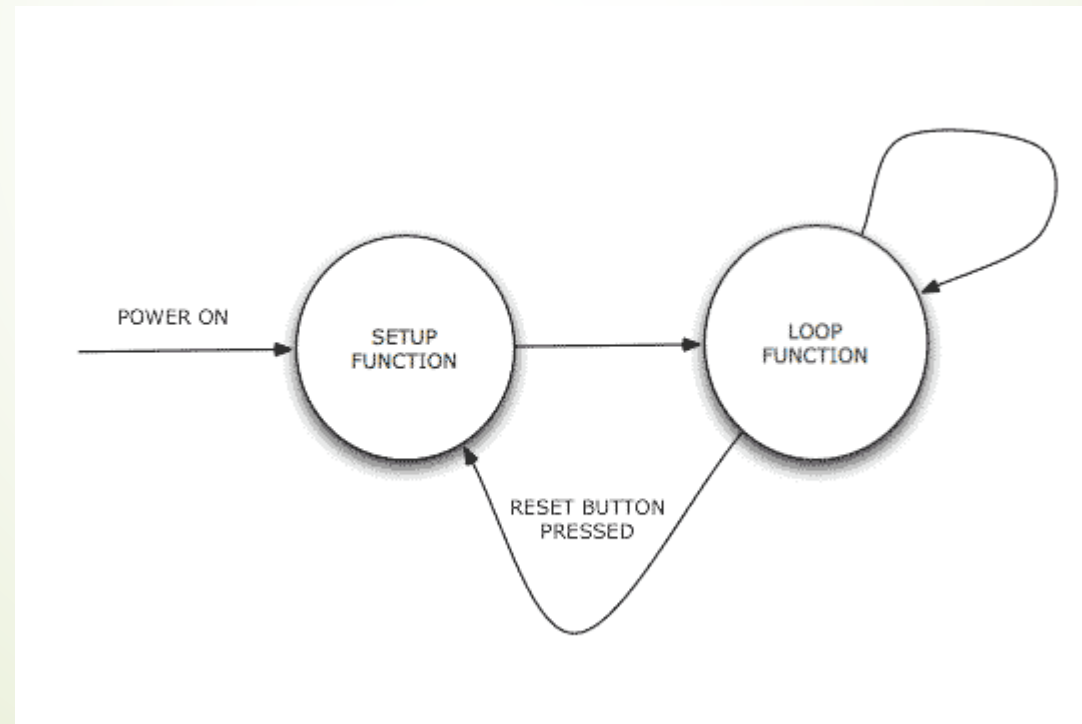 POWER ON
SETUP
FUNCTION
LOOP
FUNCTION
RESET BUTTON
PRESSED